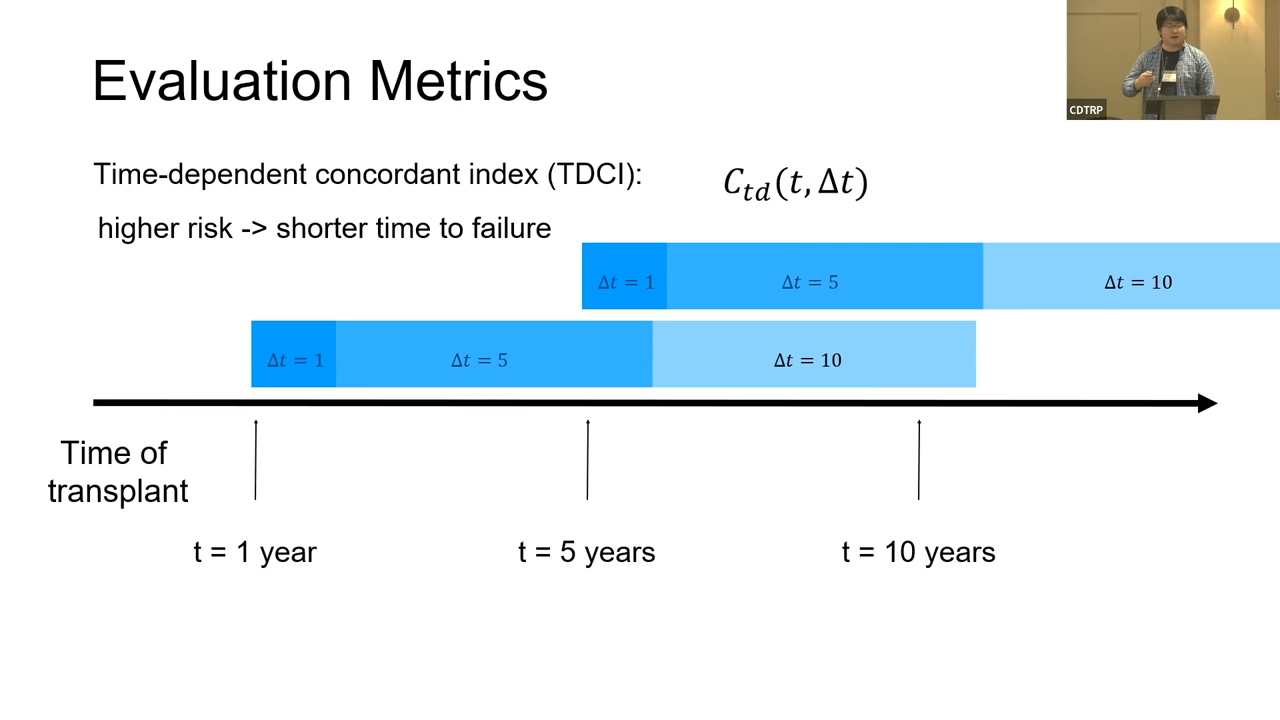 CDTRP
Evaluation Metrics
Time-dependent concordant index (TDCI): C_{td}(t, Δt)
higher risk -> shorter time to failure
Δt = 1 Δt = 5 Δt = 10
Δt = 1 Δt = 5 Δt = 10
Time of
transplant
t = 1 year t = 5 years t = 10 years